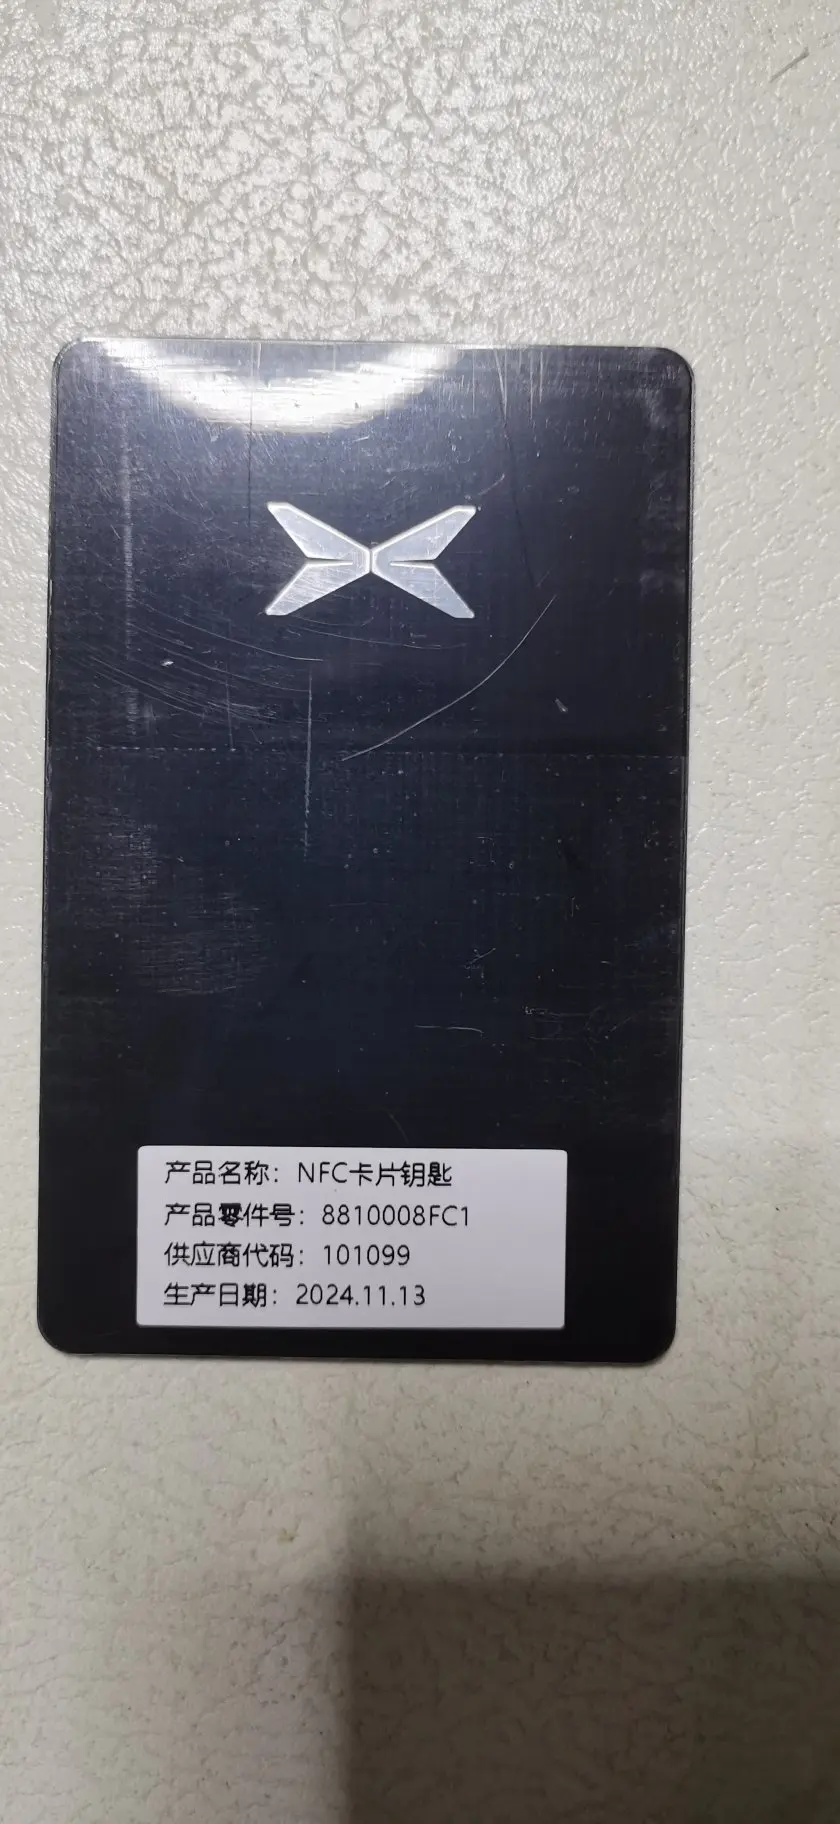 产品名称：NFC卡片钥匙
产品零件号：8810008FC1
供应商代码：101099
生产日期：2024.11.13